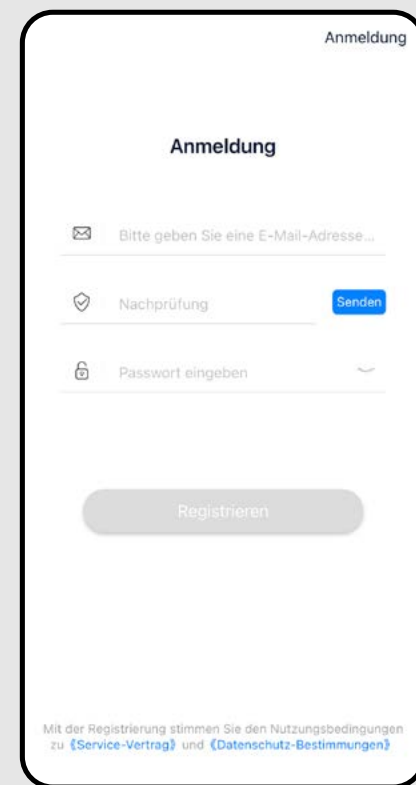 Anmeldung
Anmeldung
Bitte geben Sie eine E-Mail-Adresse...
Nachprüfung
Senden
Passwort eingeben
Registrieren
Mit der Registrierung stimmen Sie den Nutzungsbedingungen
zu 《Service-Vertrag》 und 《Datenschutz-Bestimmungen》